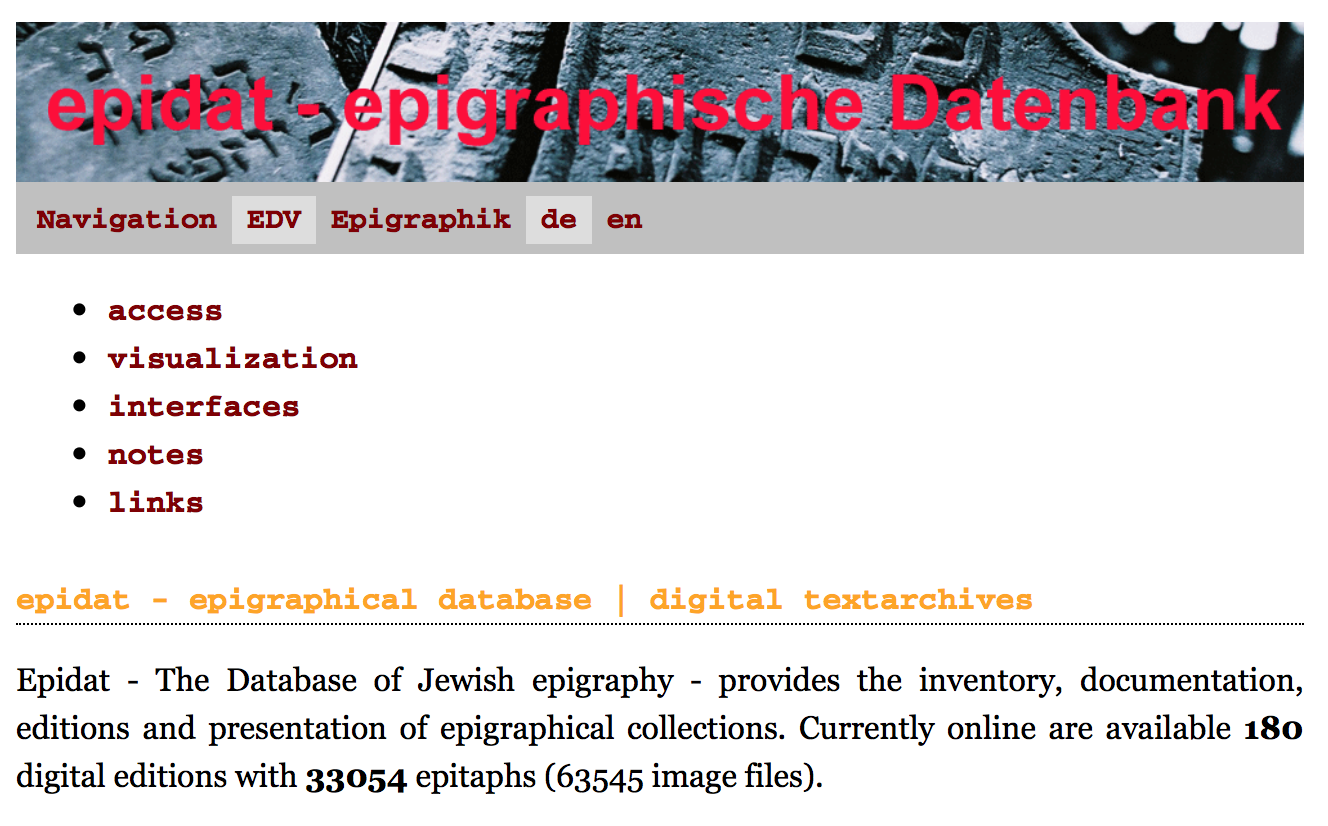 epidat - epigraphische Datenbank
Navigation EDV Epigraphik de en
access
visualization
interfaces
notes
links
epidat - epigraphical database | digital textarchives
Epidat - The Database of Jewish epigraphy - provides the inventory, documentation,
editions and presentation of epigraphical collections. Currently online are available 180
digital editions with 33054 epitaphs (63545 image files).